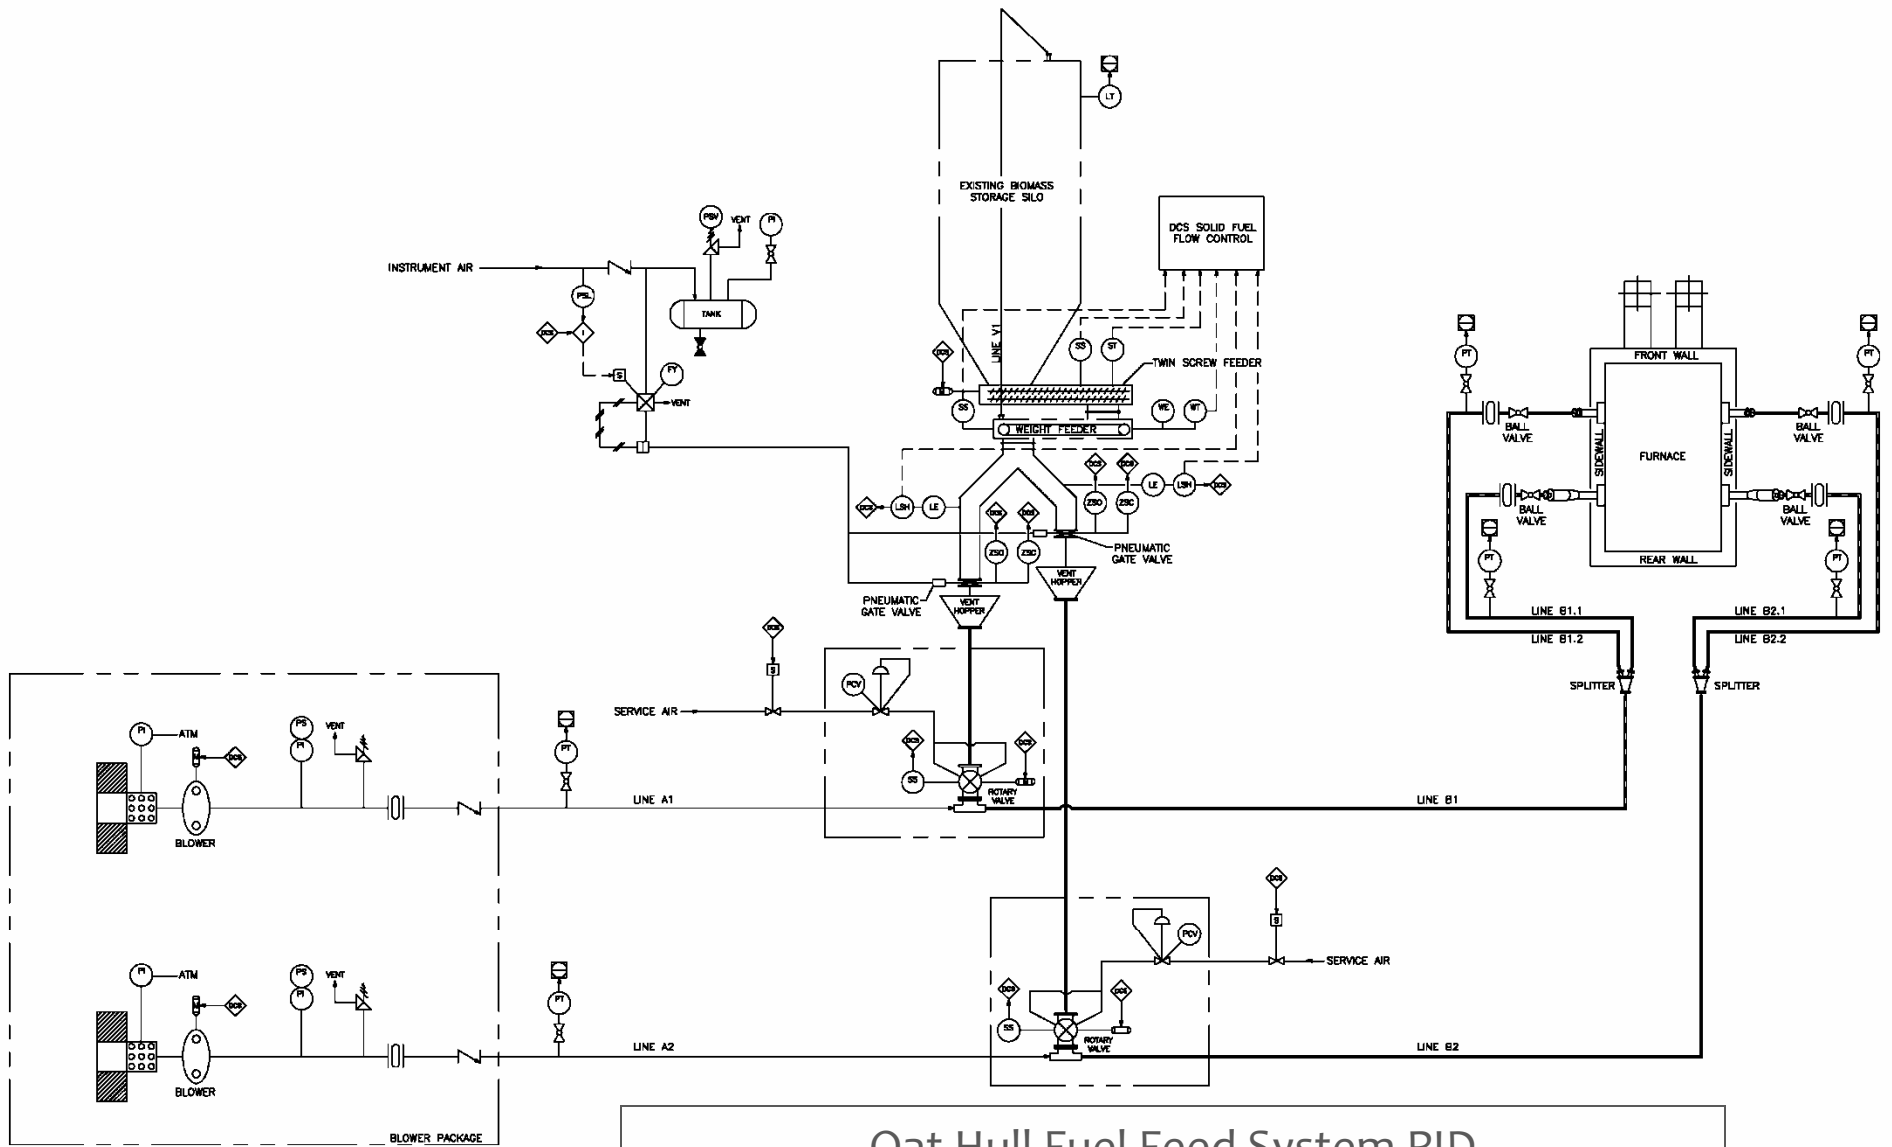 LT
EXISTING BIOMASS
STORAGE SILO
DCS SOLID FUEL
FLOW CONTROL
PSV
VENT
PI
INSTRUMENT AIR
PSL
TANK
DCS
I
S
FY
VENT
LINE V1
SS
ST
TWIN SCREW FEEDER
DCS
M
SS
WE
WT
WEIGHT FEEDER
DCS
DCS
DCS
LSH
LE
LE
LSH
DCS
ZSO
ZSC
DCS
DCS
ZSO
ZSC
PNEUMATIC
GATE VALVE
PNEUMATIC
GATE VALVE
VENT
HOPPER
VENT
HOPPER
PT
PT
FRONT WALL
BALL
VALVE
BALL
VALVE
SIDEWALL
FURNACE
SIDEWALL
BALL
VALVE
BALL
VALVE
REAR WALL
PT
PT
LINE B1.1
LINE B2.1
LINE B1.2
LINE B2.2
SPLITTER
SPLITTER
DCS
S
PCV
SERVICE AIR
PI
ATM
M
DCS
PS
PI
VENT
PT
DCS
DCS
SS
ROTARY
VALVE
LINE A1
LINE B1
BLOWER
DCS
S
PCV
SERVICE AIR
PI
ATM
M
DCS
PS
PI
VENT
PT
DCS
DCS
SS
ROTARY
VALVE
LINE A2
LINE B2
BLOWER
BLOWER PACKAGE
Oat Hull Fuel Feed System PID